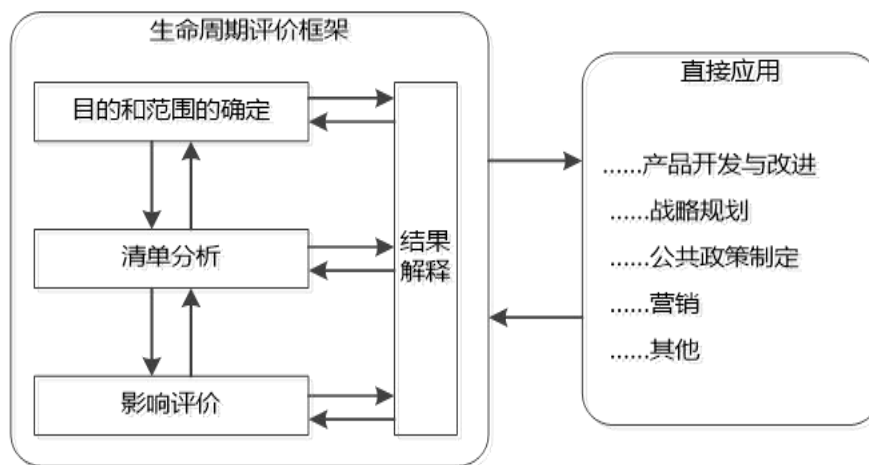 生命周期评价框架
目的和范围的确定
清单分析
影响评价
结果
解释
直接应用
……产品开发与改进
……战略规划
……公共政策制定
……营销
……其他